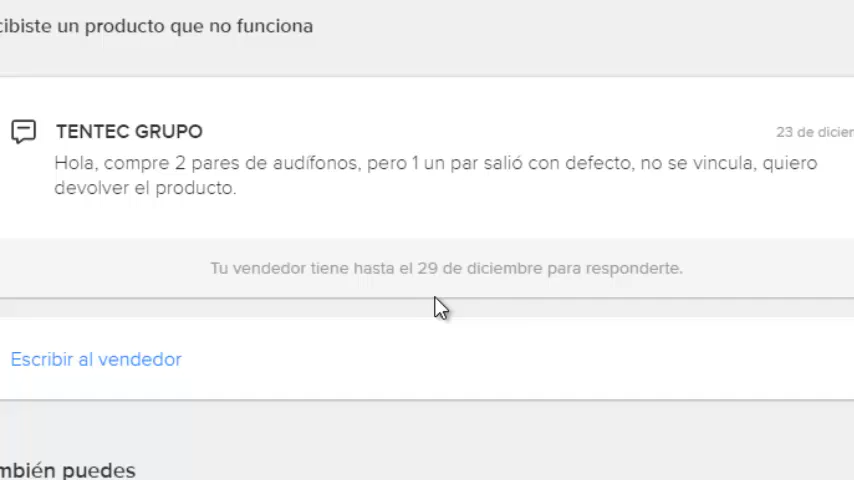 cibiste un producto que no funciona
TENTEC GRUPO
23 de dicier
Hola, compre 2 pares de audífonos, pero 1 un par salió con defecto, no se vincula, quiero
devolver el producto.
Tu vendedor tiene hasta el 29 de diciembre para responderte.
Escribir al vendedor
mbién puedes